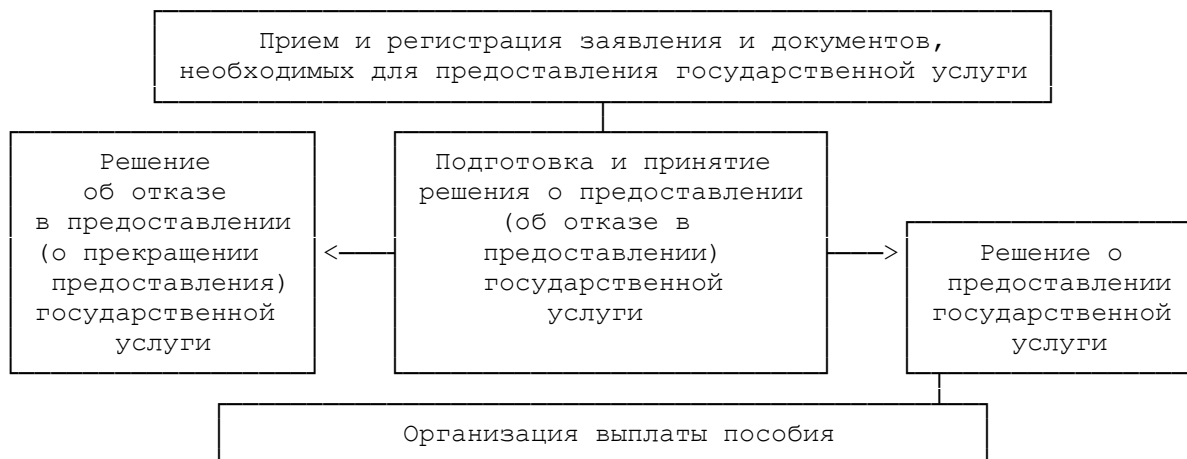 Прием и регистрация заявления и документов,
необходимых для предоставления государственной услуги
Решение
об отказе
в предоставлении
(о прекращении
предоставления)
государственной
услуги
Подготовка и принятие
решения о предоставлении
(об отказе в
предоставлении)
государственной
услуги
Решение о
предоставлении
государственной
услуги
Организация выплаты пособия